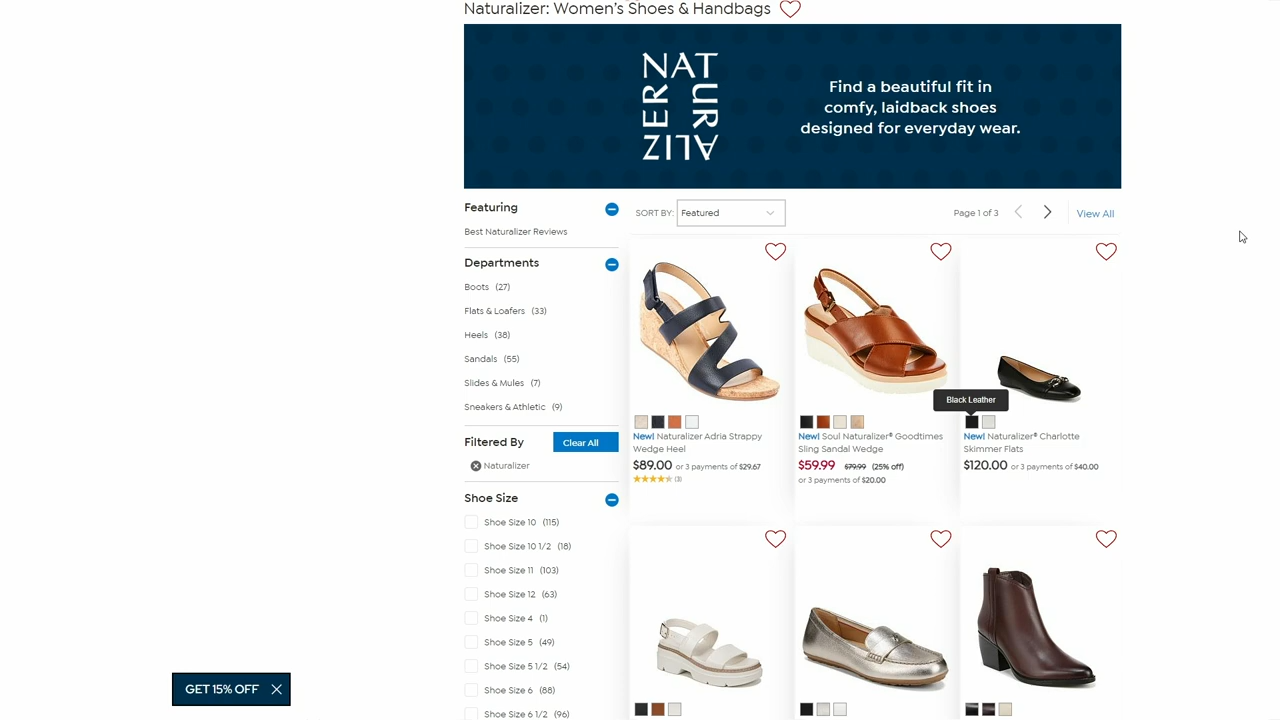 Naturalizer: Women's Shoes & Handbags
NATURALIZER
Find a beautiful fit in
comfy, laidback shoes
designed for everyday wear.
Featuring
Best Naturalizer Reviews
Departments
Boots (27)
Flats & Loafers (33)
Heels (38)
Sandals (55)
Slides & Mules (7)
Sneakers & Athletic (9)
Filtered By
Clear All
Naturalizer
Shoe Size
Shoe Size 10 (115)
Shoe Size 10 1/2 (18)
Shoe Size 11 (103)
Shoe Size 12 (63)
Shoe Size 4 (1)
Shoe Size 5 (49)
Shoe Size 5 1/2 (54)
Shoe Size 6 (88)
Shoe Size 6 1/2 (96)
SORT BY: Featured
Page 1 of 3
View All
New! Naturalizer Adria Strappy
Wedge Heel
$89.00 or 3 payments of $29.67
(3)
New! Soul Naturalizer® Goodtimes
Sling Sandal Wedge
$59.99 $79.99 (25% off)
or 3 payments of $20.00
Black Leather
New! Naturalizer® Charlotte
Skimmer Flats
$120.00 or 3 payments of $40.00
GET 15% OFF